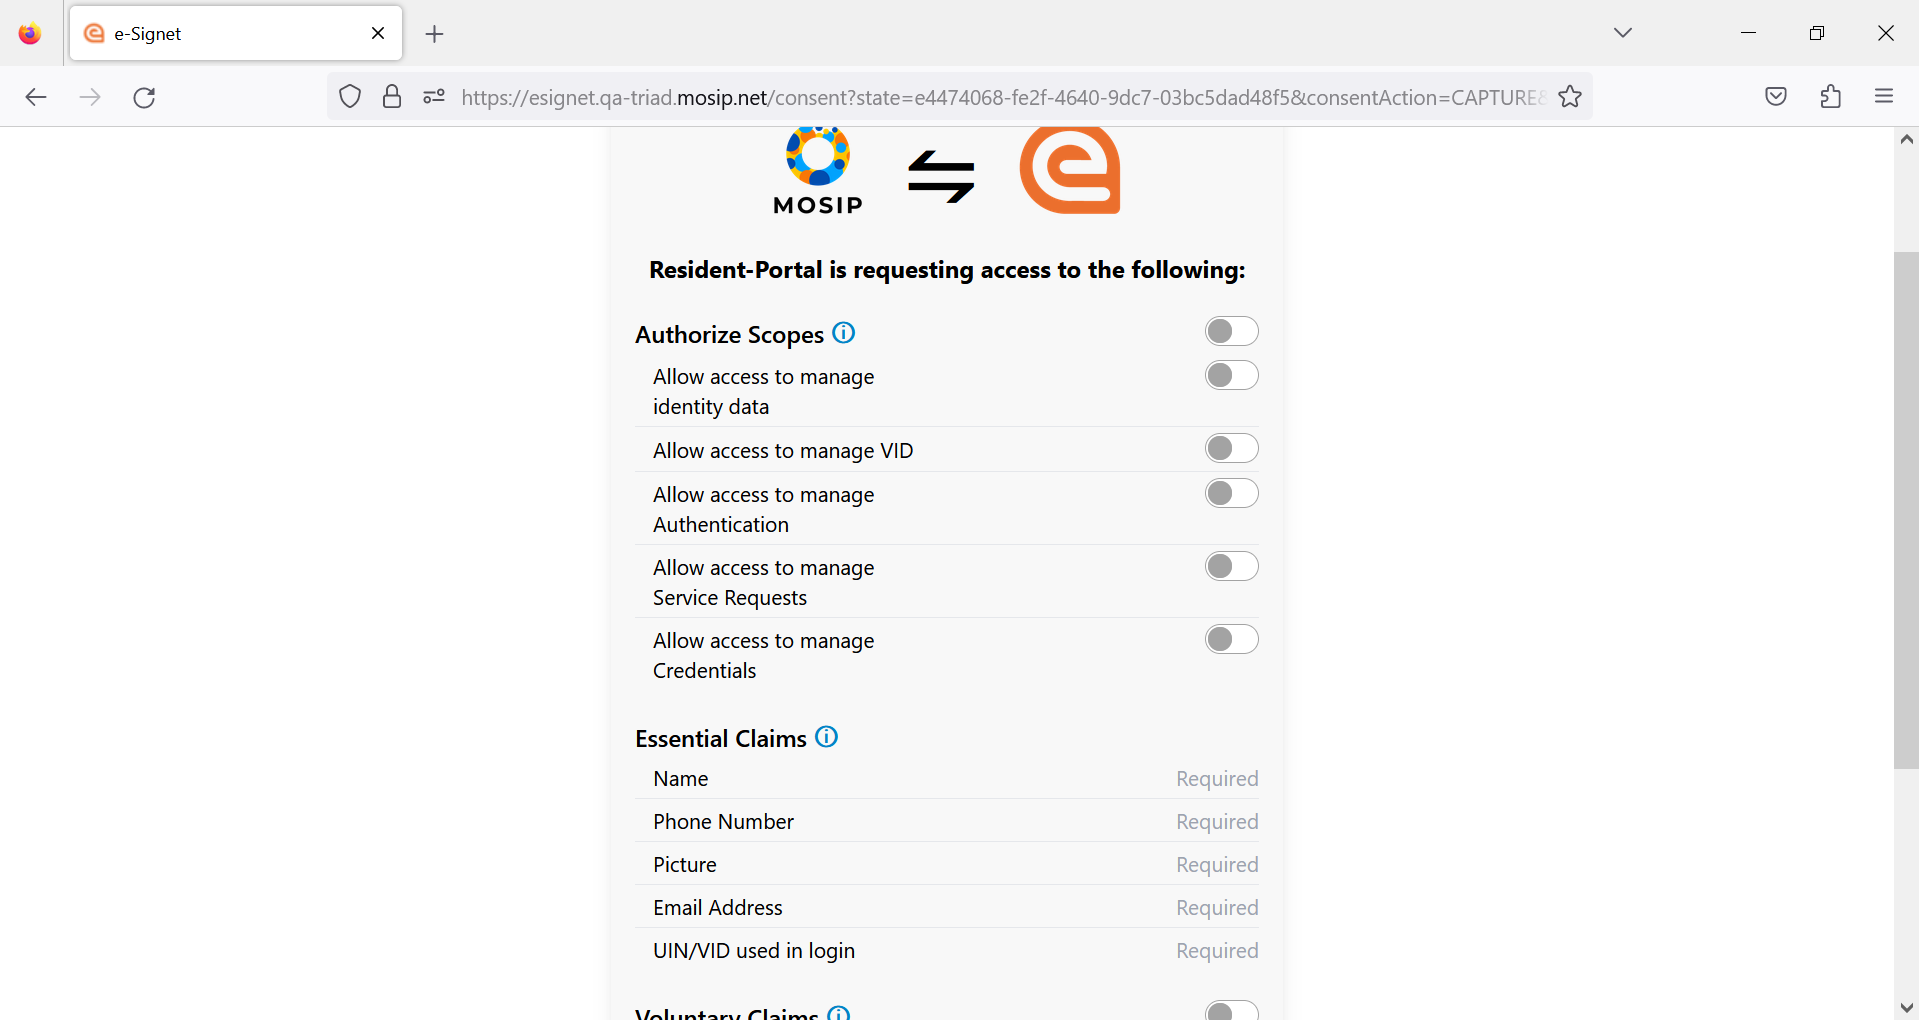 e-Signet
https://esignet.qa-triad.mosip.net/consent?state=e4474068-fe2f-4640-9dc7-03bc5dad48f5&consentAction=CAPTURE&
MOSIP
Resident-Portal is requesting access to the following:
Authorize Scopes
Allow access to manage
identity data
Allow access to manage VID
Allow access to manage
Authentication
Allow access to manage
Service Requests
Allow access to manage
Credentials
Essential Claims
Name Required
Phone Number Required
Picture Required
Email Address Required
UIN/VID used in login Required
Voluntary Claims